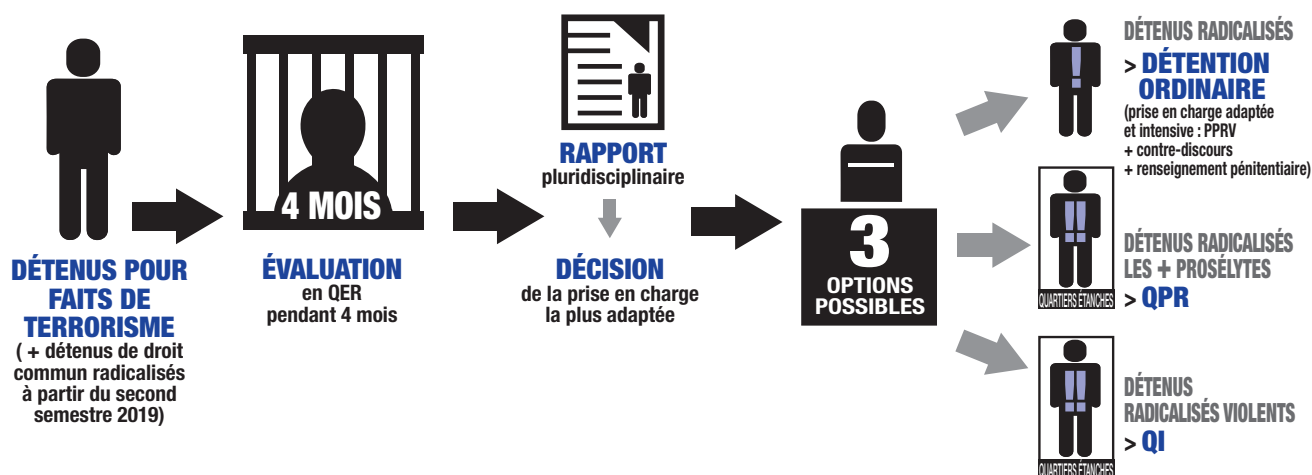 DÉTENUS POUR
FAITS DE
TERRORISME
( + détenus de droit
commun radicalisés
à partir du second
semestre 2019)
4 MOIS
ÉVALUATION
en QER
pendant 4 mois
RAPPORT
pluridisciplinaire
DÉCISION
de la prise en charge
la plus adaptée
3
OPTIONS
POSSIBLES
DÉTENUS RADICALISÉS
> DÉTENTION
ORDINAIRE
(prise en charge adaptée
et intensive : PPRV
+ contre-discours
+ renseignement pénitentiaire)
!
!!
QUARTIERS ÉTANCHES
DÉTENUS RADICALISÉS
LES + PROSÉLYTES
> QPR
!!
QUARTIERS ÉTANCHES
DÉTENUS
RADICALISÉS VIOLENTS
> QI